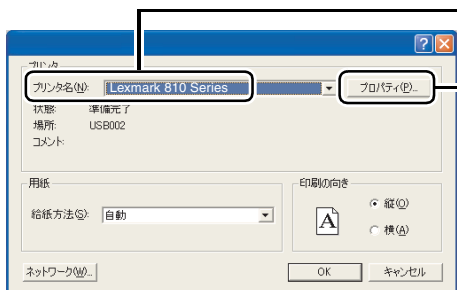 プリンタ
プリンタ名(N): Lexmark 810 Series プロパティ(P)...
状態: 準備完了
場所: USB002
コメント:
用紙 印刷の向き
給紙方法(S): 自動 縦(O)
A 横(A)
ネットワーク(W)... OK キャンセル